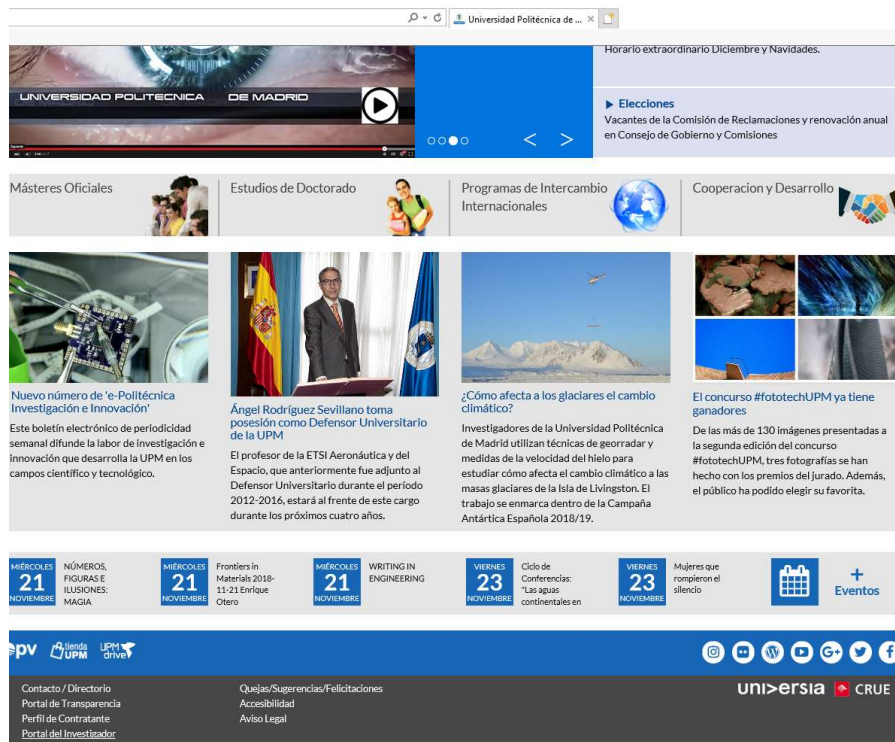 Universidad Politécnica de ...
Horario extraordinario Diciembre y Navidades.
UNIVERSIDAD POLITECNICA DE MADRID
Elecciones
Vacantes de la Comisión de Reclamaciones y renovación anual
en Consejo de Gobierno y Comisiones
Másteres Oficiales
Estudios de Doctorado
Programas de Intercambio
Internacionales
Cooperacion y Desarrollo
Nuevo número de 'e-Politécnica
Investigación e Innovación'
Este boletín electrónico de periodicidad
semanal difunde la labor de investigación e
innovación que desarrolla la UPM en los
campos científico y tecnológico.
Ángel Rodríguez Sevillano toma
posesión como Defensor Universitario
de la UPM
El profesor de la ETSI Aeronáutica y del
Espacio, que anteriormente fue adjunto al
Defensor Universitario durante el período
2012-2016, estará al frente de este cargo
durante los próximos cuatro años.
¿Cómo afecta a los glaciares el cambio
climático?
Investigadores de la Universidad Politécnica
de Madrid utilizan técnicas de georradar y
medidas de la velocidad del hielo para
estudiar cómo afecta el cambio climático a las
masas glaciares de la Isla de Livingston. El
trabajo se enmarca dentro de la Campaña
Antártica Española 2018/19.
El concurso #fototechUPM ya tiene
ganadores
De las más de 130 imágenes presentadas a
la segunda edición del concurso
#fototechUPM, tres fotografías se han
hecho con los premios del jurado. Además,
el público ha podido elegir su favorita.
MIÉRCOLES
21
NOVIEMBRE
NÚMEROS,
FIGURAS E
ILUSIONES:
MAGIA
MIÉRCOLES
21
NOVIEMBRE
Frontiers in
Materials 2018-
11-21 Enrique
Otero
MIÉRCOLES
21
NOVIEMBRE
WRITING IN
ENGINEERING
VIERNES
23
NOVIEMBRE
Ciclo de
Conferencias:
"Las aguas
continentales en
VIERNES
23
NOVIEMBRE
Mujeres que
rompieron el
silencio
+
Eventos
epv
tienda
UPM
UPM
drive
Contacto / Directorio
Portal de Transparencia
Perfil de Contratante
Portal del Investigador
Quejas/Sugerencias/Felicitaciones
Accesibilidad
Aviso Legal
uni>ersia
CRUE